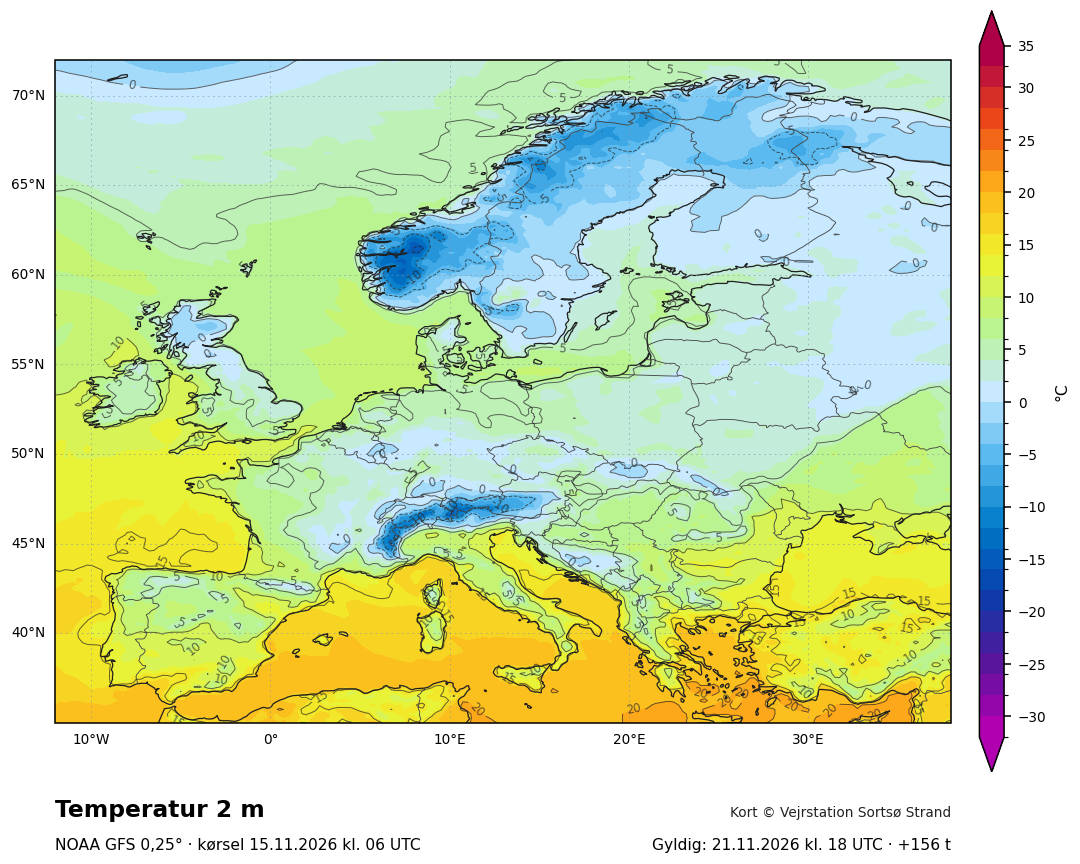 35
30
25
20
15
10
5
0
−5
−10
−15
−20
−25
−30
°C
70°N
65°N
60°N
55°N
50°N
45°N
40°N
10°W
0°
10°E
20°E
30°E
Temperatur 2 m
Kort © Vejrstation Sortsø Strand
NOAA GFS 0,25° · kørsel 15.11.2026 kl. 06 UTC
Gyldig: 21.11.2026 kl. 18 UTC · +156 t